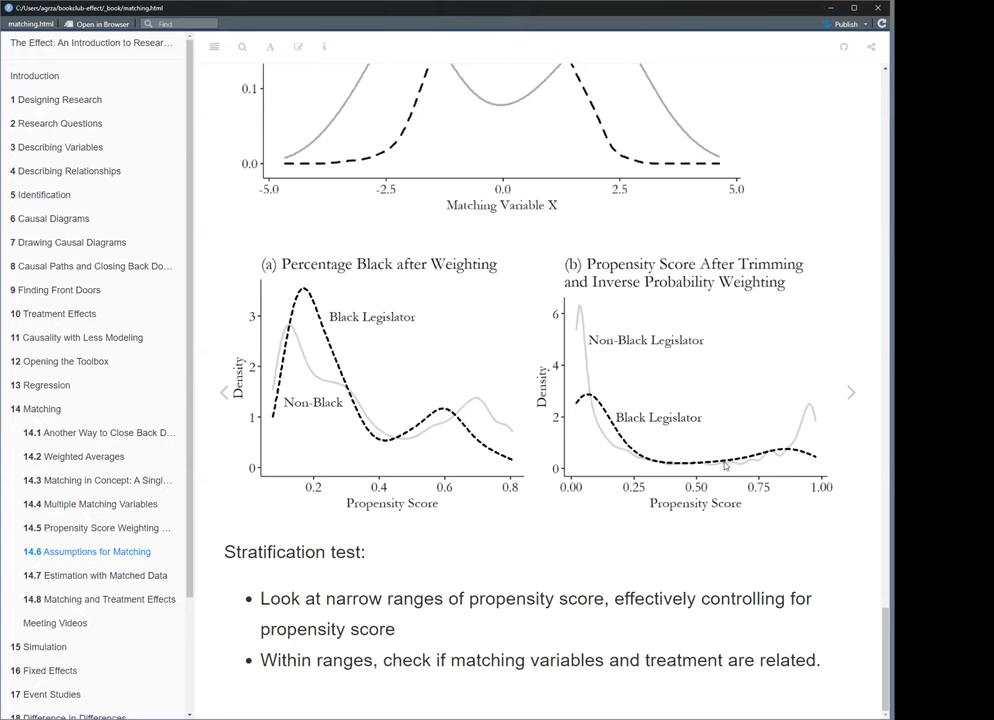 C:/Users/agrza/bookclub-effect/_book/matching.html
matching.html
Open in Browser
Find
Publish
The Effect: An Introduction to Resear...
Introduction
1 Designing Research
2 Research Questions
3 Describing Variables
4 Describing Relationships
5 Identification
6 Causal Diagrams
7 Drawing Causal Diagrams
8 Causal Paths and Closing Back Do...
9 Finding Front Doors
10 Treatment Effects
11 Causality with Less Modeling
12 Opening the Toolbox
13 Regression
14 Matching
14.1 Another Way to Close Back D...
14.2 Weighted Averages
14.3 Matching in Concept: A Singl...
14.4 Multiple Matching Variables
14.5 Propensity Score Weighting ...
14.6 Assumptions for Matching
14.7 Estimation with Matched Data
14.8 Matching and Treatment Effects
Meeting Videos
15 Simulation
16 Fixed Effects
17 Event Studies
18 Difference in Differences
0.1
0.0
-5.0 -2.5 0.0 2.5 5.0
Matching Variable X
(a) Percentage Black after Weighting
3
2
1
0
Density
Black Legislator
Non-Black
0.2 0.4 0.6 0.8
Propensity Score
(b) Propensity Score After Trimming
and Inverse Probability Weighting
6
4
2
0
Density
Non-Black Legislator
Black Legislator
0.00 0.25 0.50 0.75 1.00
Propensity Score
Stratification test:
• Look at narrow ranges of propensity score, effectively controlling for
propensity score
• Within ranges, check if matching variables and treatment are related.